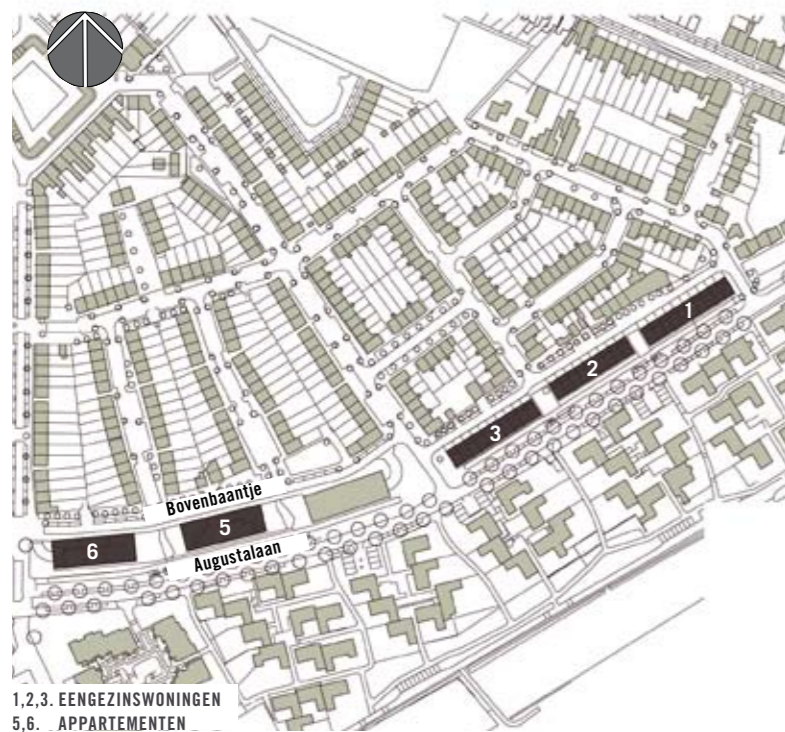 1
2
3
Bovenbaantje
5
6
Augustalaan
1,2,3. EENGEZINSWONINGEN
5,6. APPARTEMENTEN